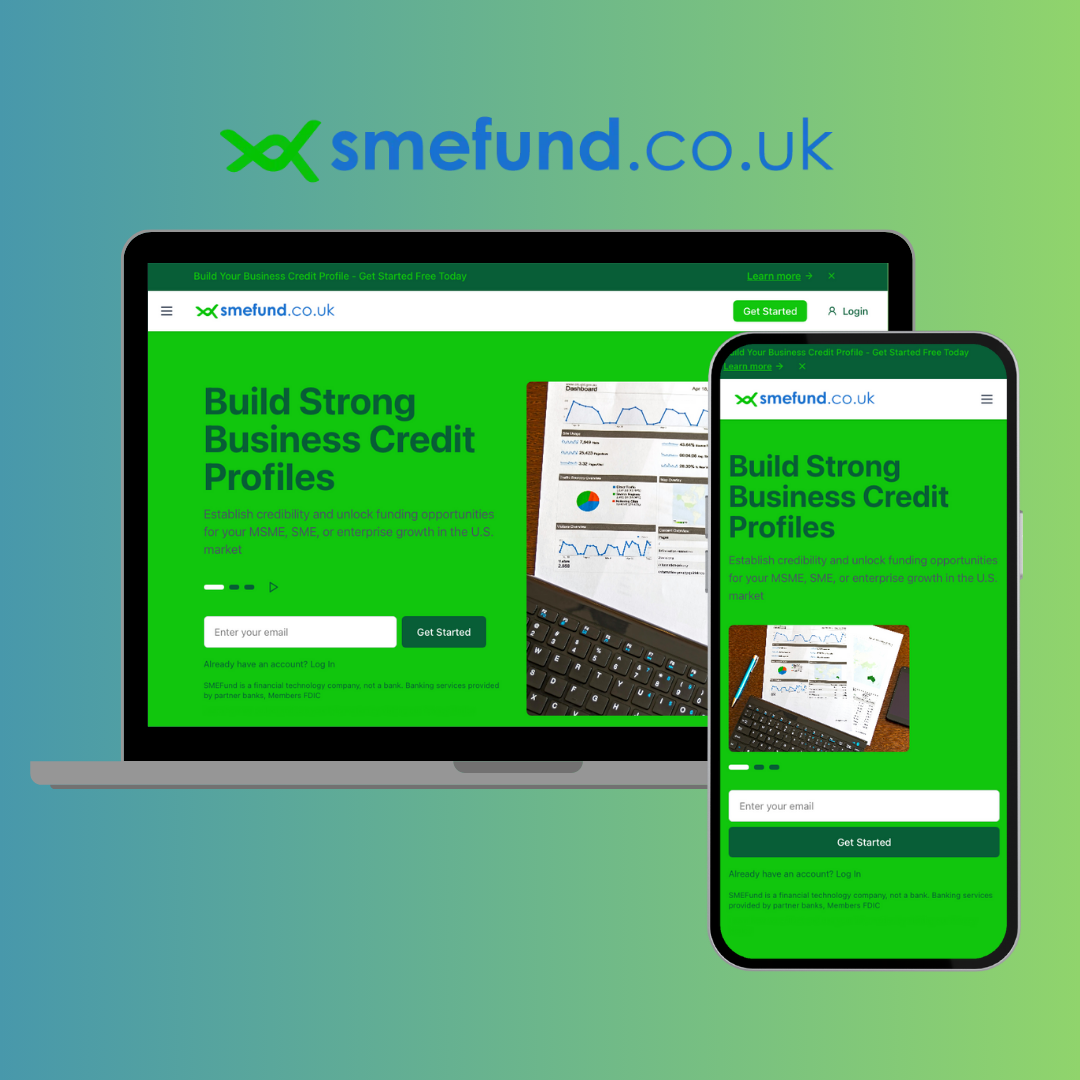 smefund.co.uk
Build Your Business Credit Profile - Get Started Free Today
Learn more → ×
smefund.co.uk
Get Started
Login
Build Strong
Business Credit
Profiles
Establish credibility and unlock funding opportunities
for your MSME, SME, or enterprise growth in the U.S.
market
Enter your email
Get Started
Already have an account? Log In
SMEFund is a financial technology company, not a bank. Banking services provided
by partner banks, Members FDIC
Dashboard
Build Your Business Credit Profile - Get Started Free Today
Learn more → ×
smefund.co.uk
Build Strong
Business Credit
Profiles
Establish credibility and unlock funding opportunities
for your MSME, SME, or enterprise growth in the U.S.
market
Enter your email
Get Started
Already have an account? Log In
SMEFund is a financial technology company, not a bank. Banking services
provided by partner banks, Members FDIC